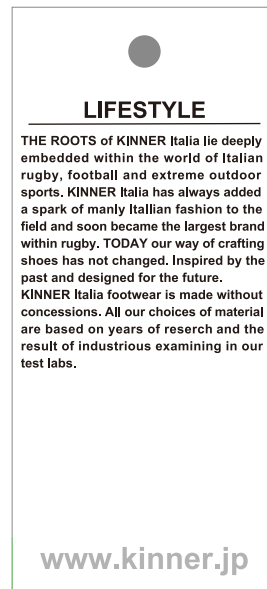 LIFESTYLE
THE ROOTS of KINNER Italia lie deeply
embedded within the world of Italian
rugby, football and extreme outdoor
sports. KINNER Italia has always added
a spark of manly Itallian fashion to the
field and soon became the largest brand
within rugby. TODAY our way of crafting
shoes has not changed. Inspired by the
past and designed for the future.
KINNER Italia footwear is made without
concessions. All our choices of material
are based on years of reserch and the
result of industrious examining in our
test labs.
www.kinner.jp